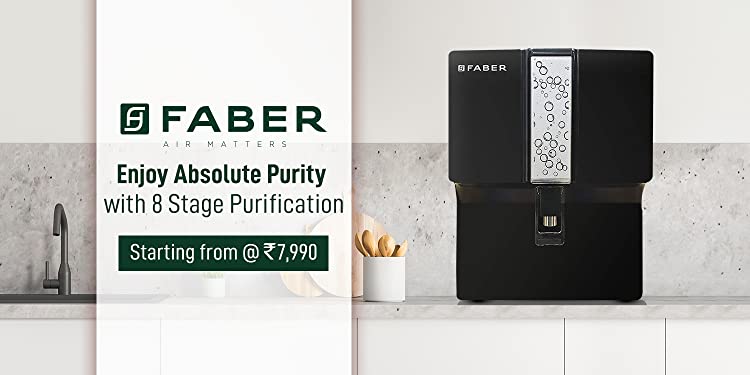 FABER
AIR MATTERS
Enjoy Absolute Purity
with 8 Stage Purification
Starting from @ ₹7,990
FABER